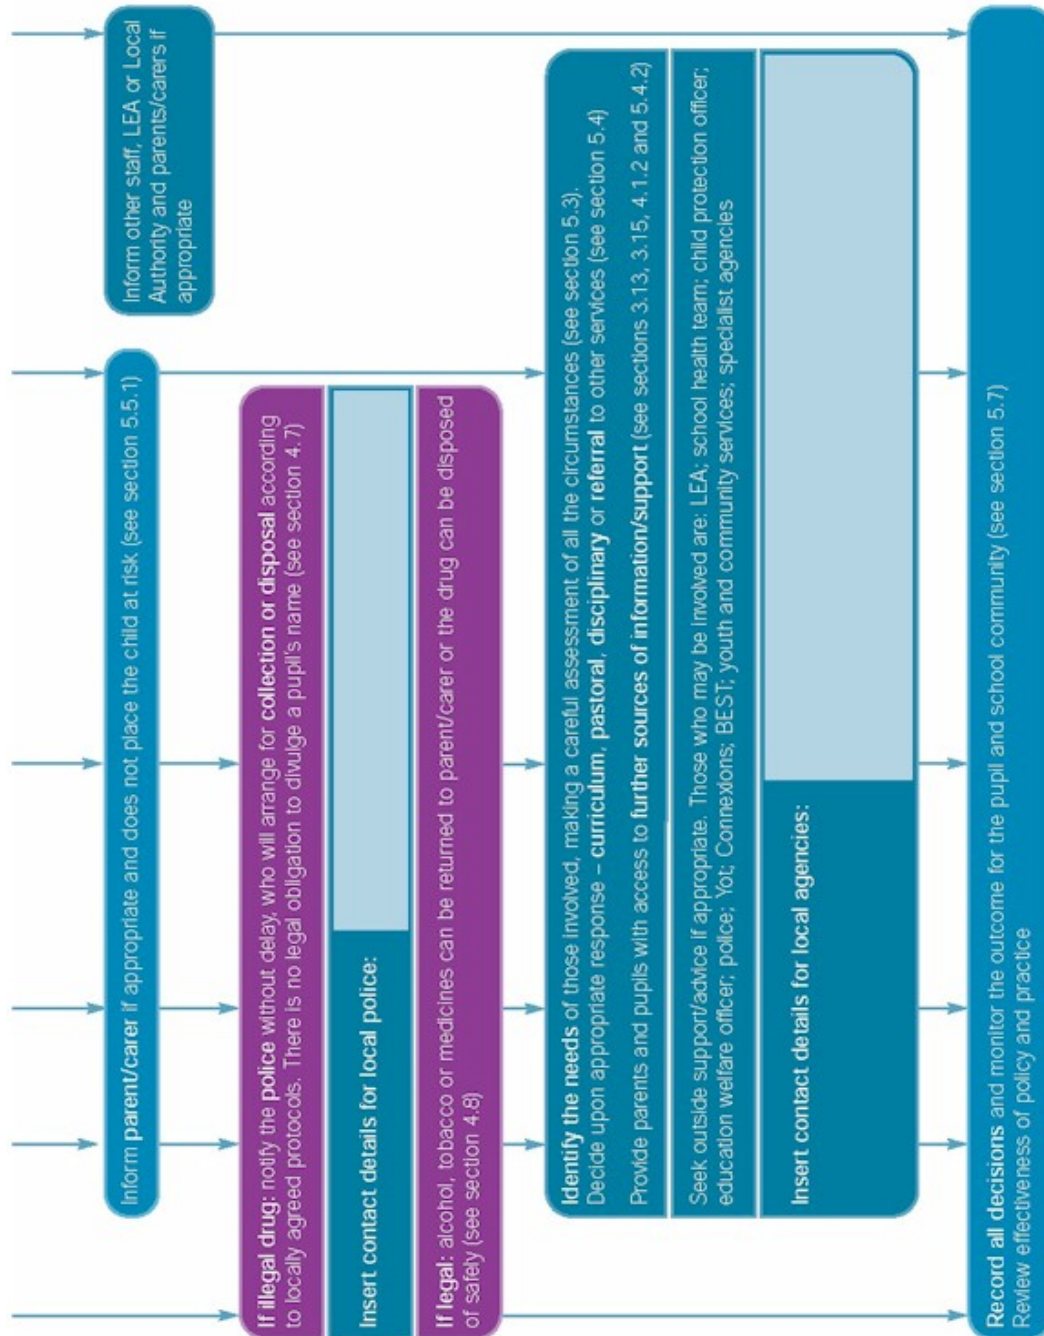 Inform other staff, LEA or Local
Authority and parents/carers if
appropriate
Inform parent/carer if appropriate and does not place the child at risk (see section 5.5.1)
If illegal drug: notify the police without delay, who will arrange for collection or disposal according
to locally agreed protocols. There is no legal obligation to divulge a pupil's name (see section 4.7)
Insert contact details for local police:
If legal: alcohol, tobacco or medicines can be returned to parent/carer or the drug can be disposed
of safely (see section 4.8)
Identify the needs of those involved, making a careful assessment of all the circumstances (see section 5.3).
Decide upon appropriate response – curriculum, pastoral, disciplinary or referral to other services (see section 5.4)
Provide parents and pupils with access to further sources of information/support (see sections 3.13, 3.15, 4.1.2 and 5.4.2)
Seek outside support/advice if appropriate. Those who may be involved are: LEA; school health team; child protection officer;
education welfare officer; police; Yot; Connexions; BEST; youth and community services; specialist agencies
Insert contact details for local agencies:
Record all decisions and monitor the outcome for the pupil and school community (see section 5.7)
Review effectiveness of policy and practice